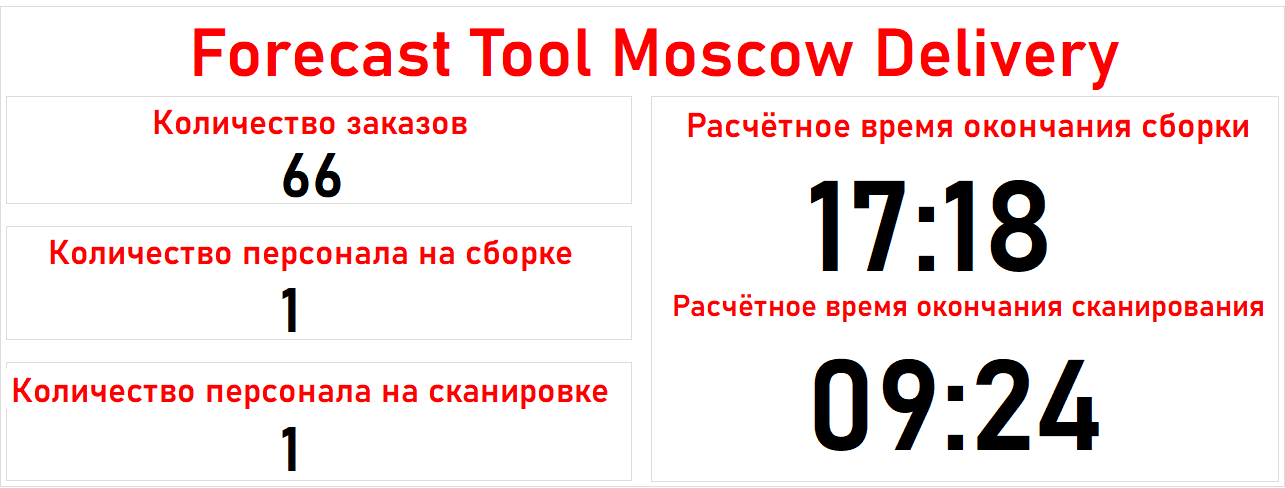 Forecast Tool Moscow Delivery
Количество заказов
66
Количество персонала на сборке
1
Количество персонала на сканировке
1
Расчётное время окончания сборки
17:18
Расчётное время окончания сканирования
09:24